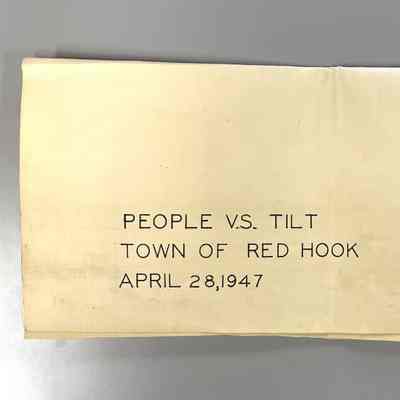 PEOPLE V.S. TILT
TOWN OF RED HOOK
APRIL 28,1947